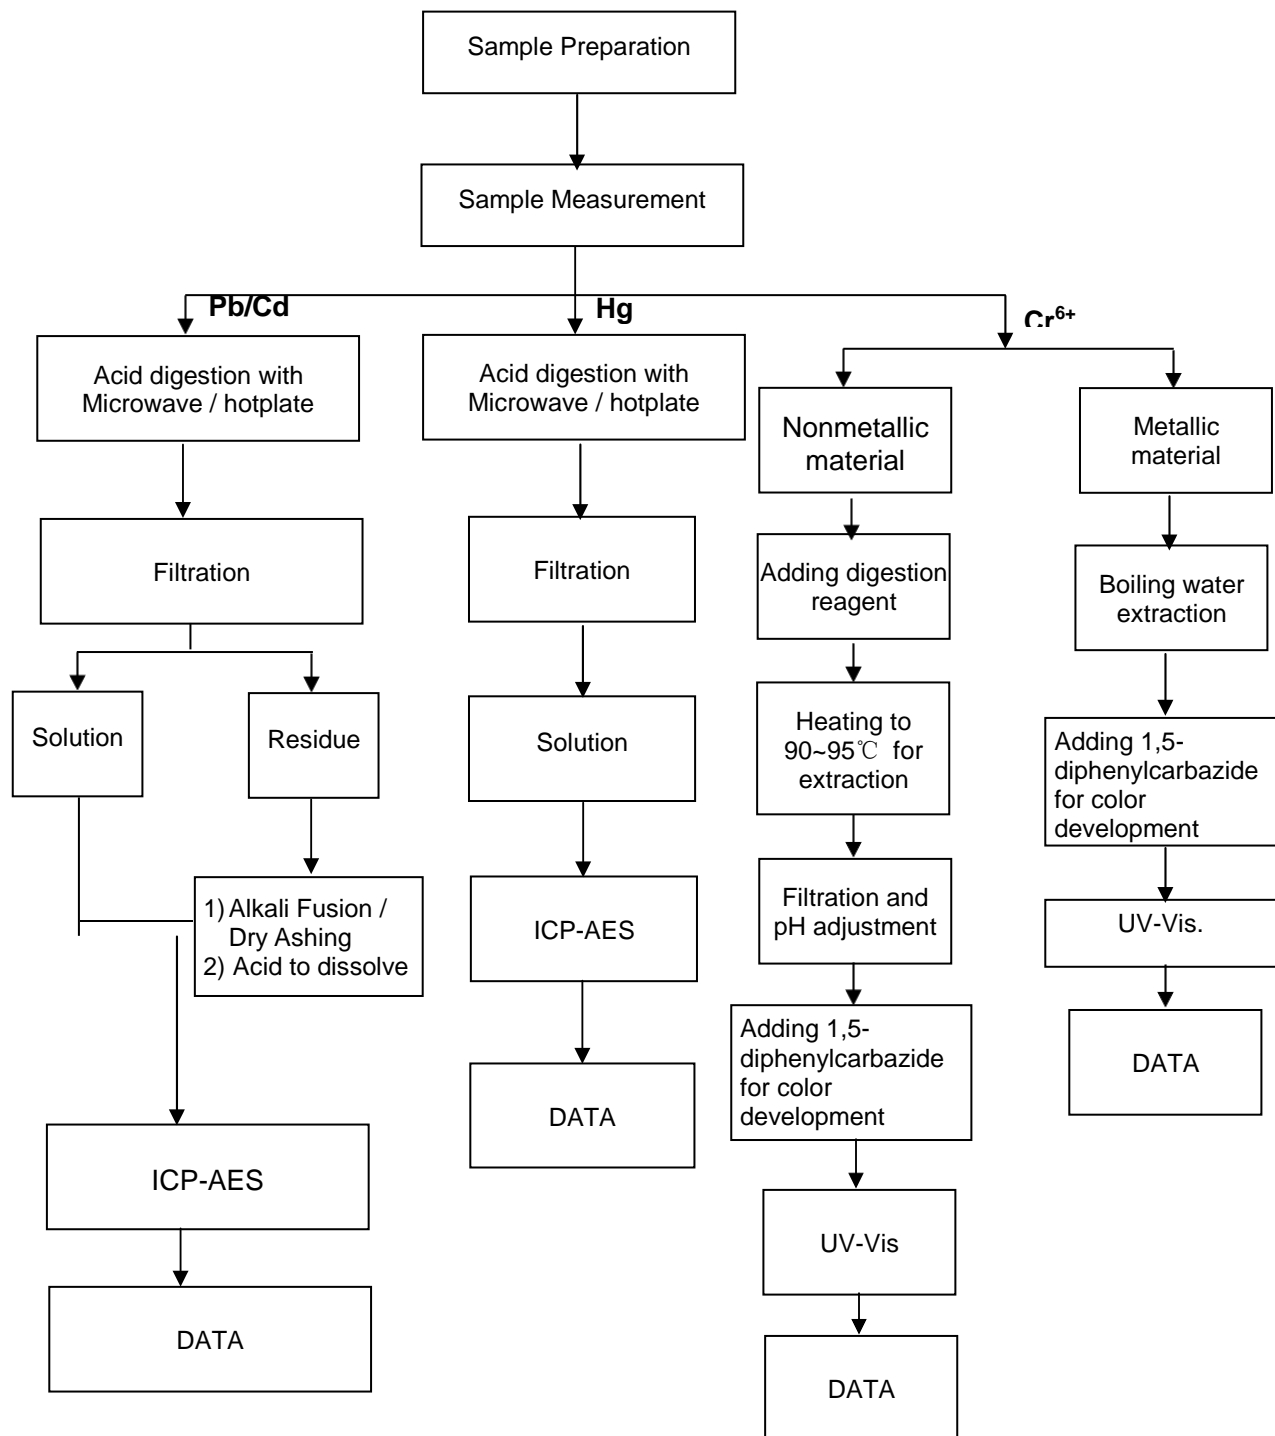 Sample Preparation
Sample Measurement
Pb/Cd
Hg
Cr⁶⁺
Acid digestion with
Microwave / hotplate
Filtration
Solution
Residue
1) Alkali Fusion /
Dry Ashing
2) Acid to dissolve
ICP-AES
DATA
Acid digestion with
Microwave / hotplate
Filtration
Solution
ICP-AES
DATA
Nonmetallic
material
Adding digestion
reagent
Heating to
90~95℃ for
extraction
Filtration and
pH adjustment
Adding 1,5-
diphenylcarbazide
for color
development
UV-Vis
DATA
Metallic
material
Boiling water
extraction
Adding 1,5-
diphenylcarbazide
for color
development
UV-Vis.
DATA